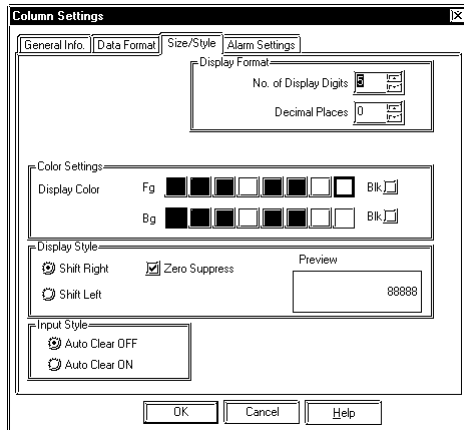 Column Settings
General Info. Data Format Size/Style Alarm Settings
Display Format
No. of Display Digits 5
Decimal Places 0
Color Settings
Display Color Fg Blk
Bg Blk
Display Style
Shift Right Zero Suppress Preview
Shift Left 88888
Input Style
Auto Clear OFF
Auto Clear ON
OK Cancel Help